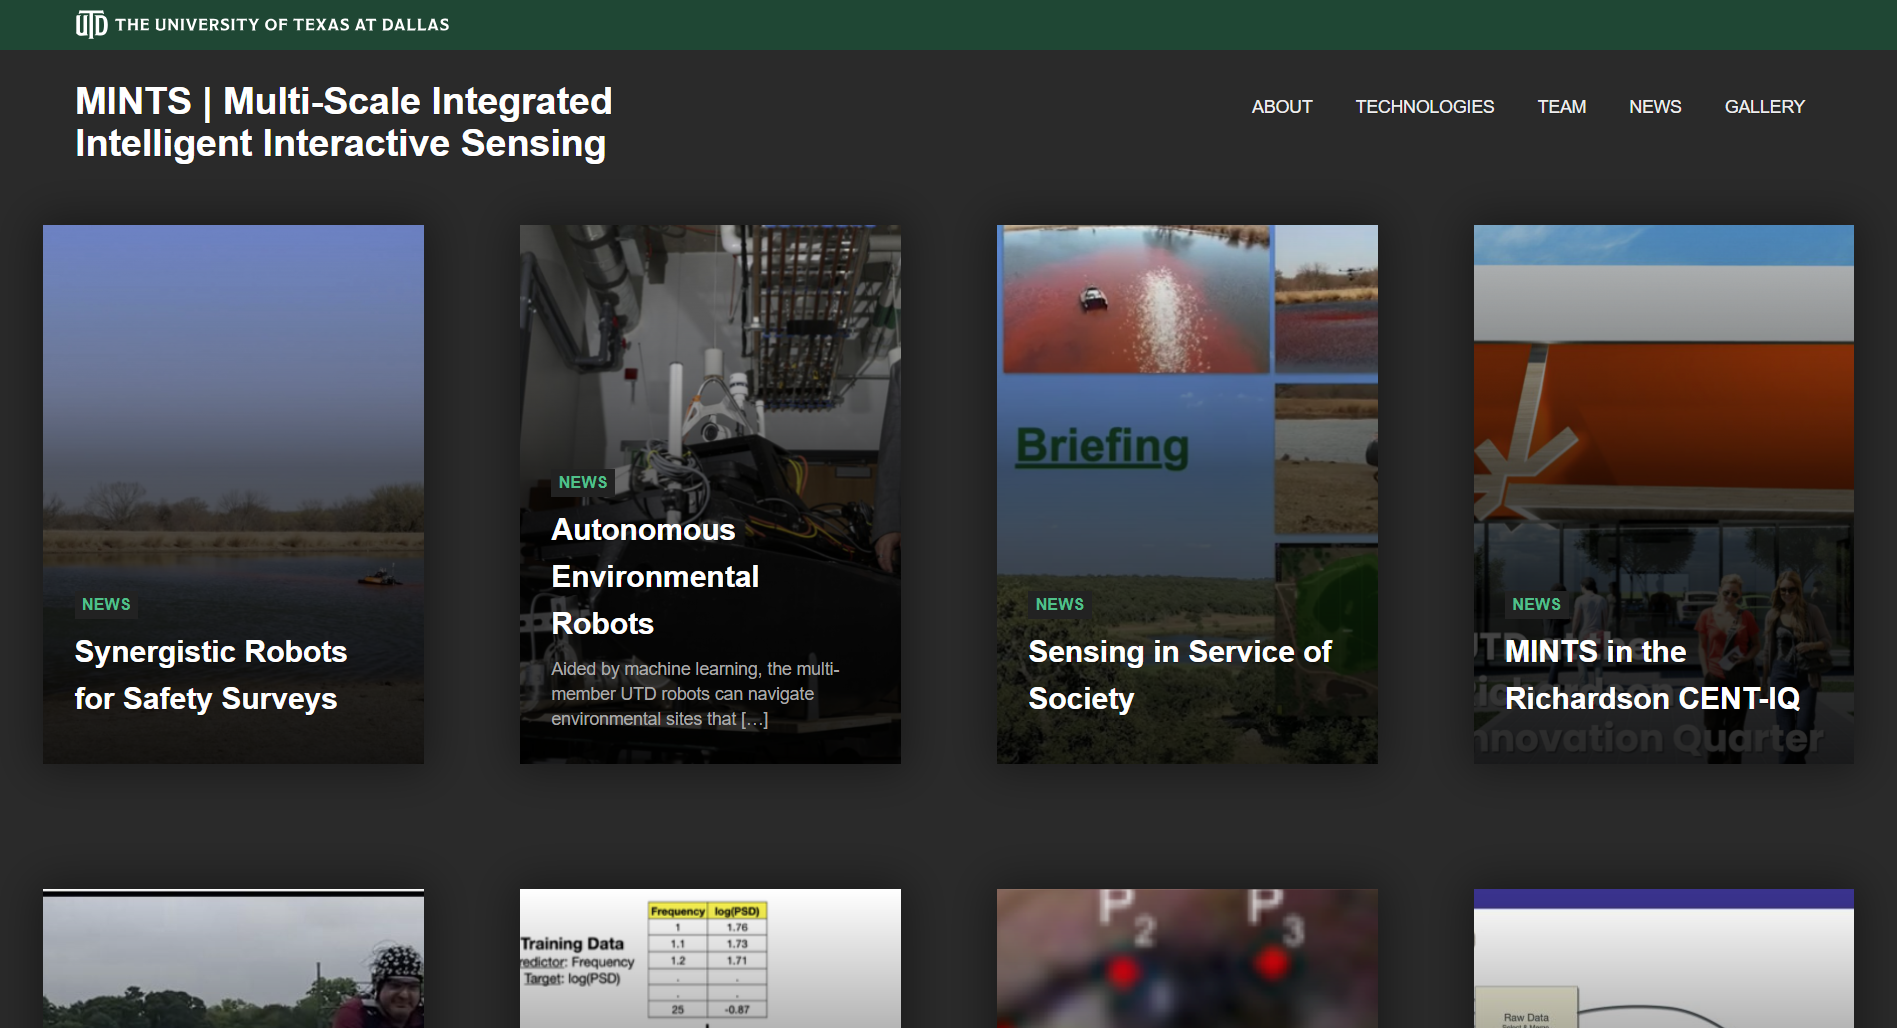 UTD THE UNIVERSITY OF TEXAS AT DALLAS
MINTS | Multi-Scale Integrated
Intelligent Interactive Sensing
ABOUT
TECHNOLOGIES
TEAM
NEWS
GALLERY
NEWS
Synergistic Robots
for Safety Surveys
NEWS
Autonomous
Environmental
Robots
Aided by machine learning, the multi-
member UTD robots can navigate
environmental sites that […]
Briefing
NEWS
Sensing in Service of
Society
NEWS
MINTS in the
Richardson CENT-IQ
nnovation Quarter
Training Data
redictor: Frequency
Target: log(PSD)
Frequency log(PSD)
1 1.76
1.1 1.73
1.2 1.71
. .
. .
25 -0.87
P2
P3
Raw Data